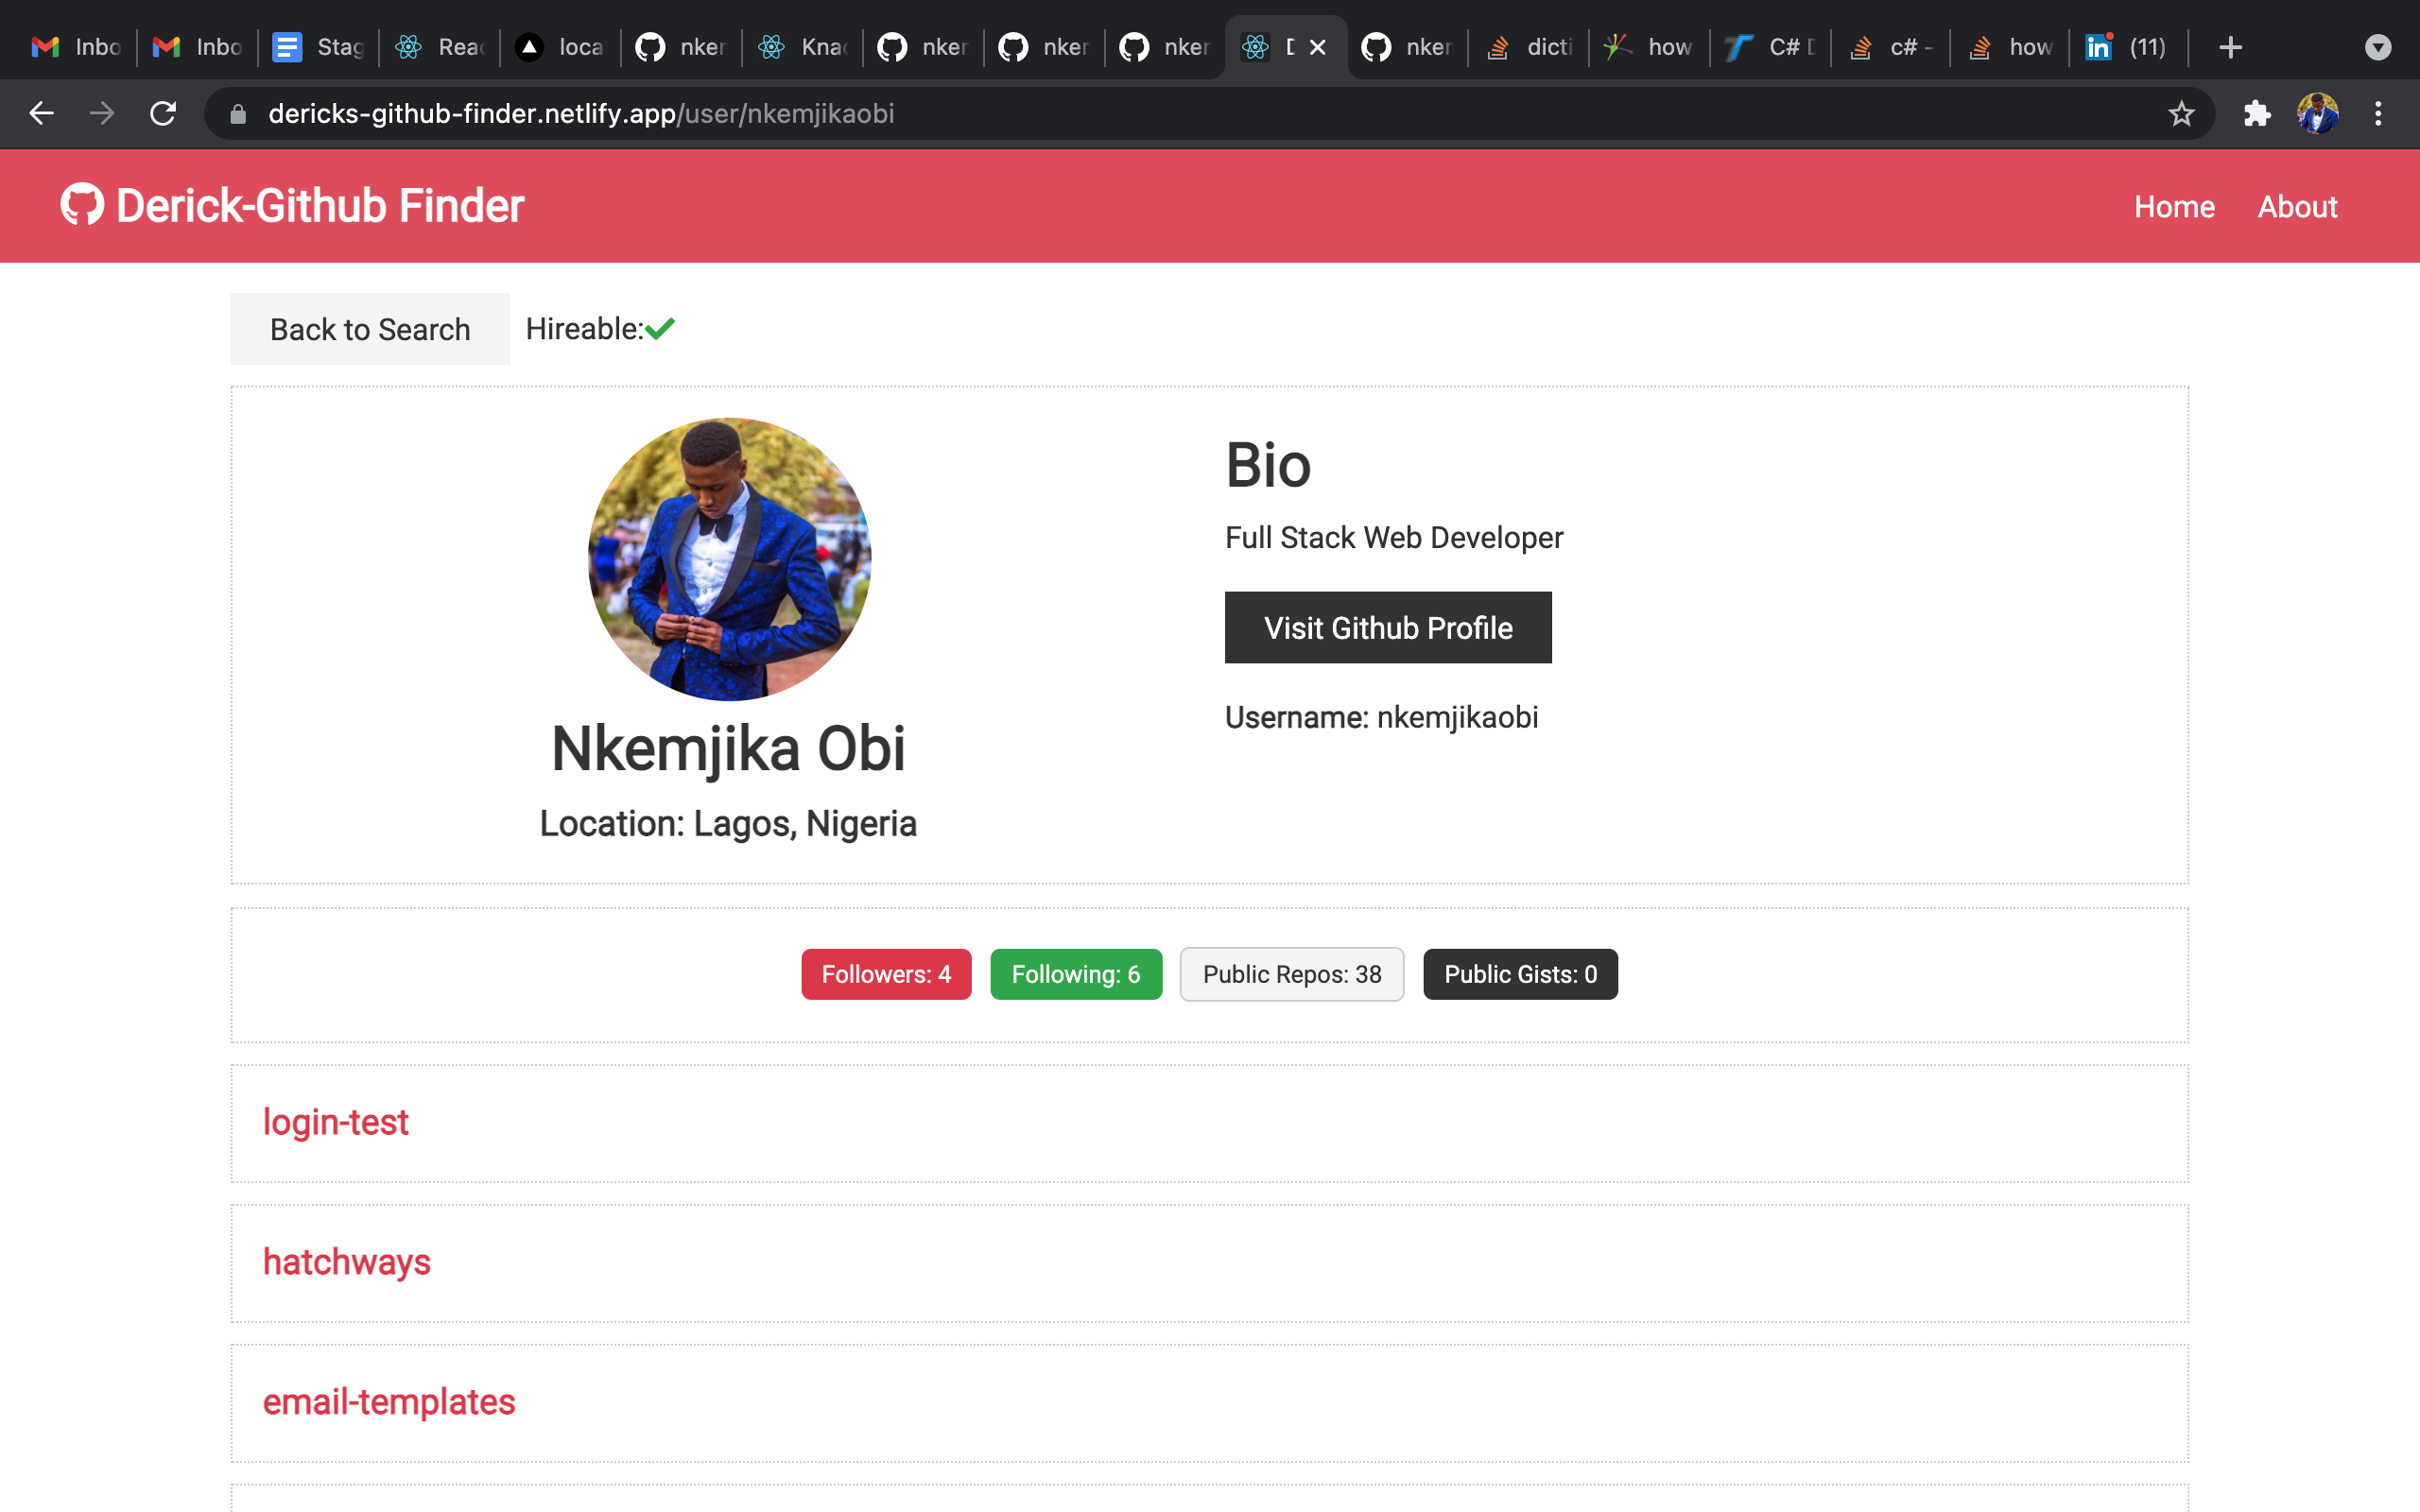 Inbo Inbo Stag Reac loca nker Knac nker nker nker nker dicti how C# c# - how (11)
dericks-github-finder.netlify.app/user/nkemjikaobi
Derick-Github Finder Home About
Back to Search Hireable:
Bio
Full Stack Web Developer
Visit Github Profile
Username: nkemjikaobi
Nkemjika Obi
Location: Lagos, Nigeria
Followers: 4 Following: 6 Public Repos: 38 Public Gists: 0
login-test
hatchways
email-templates